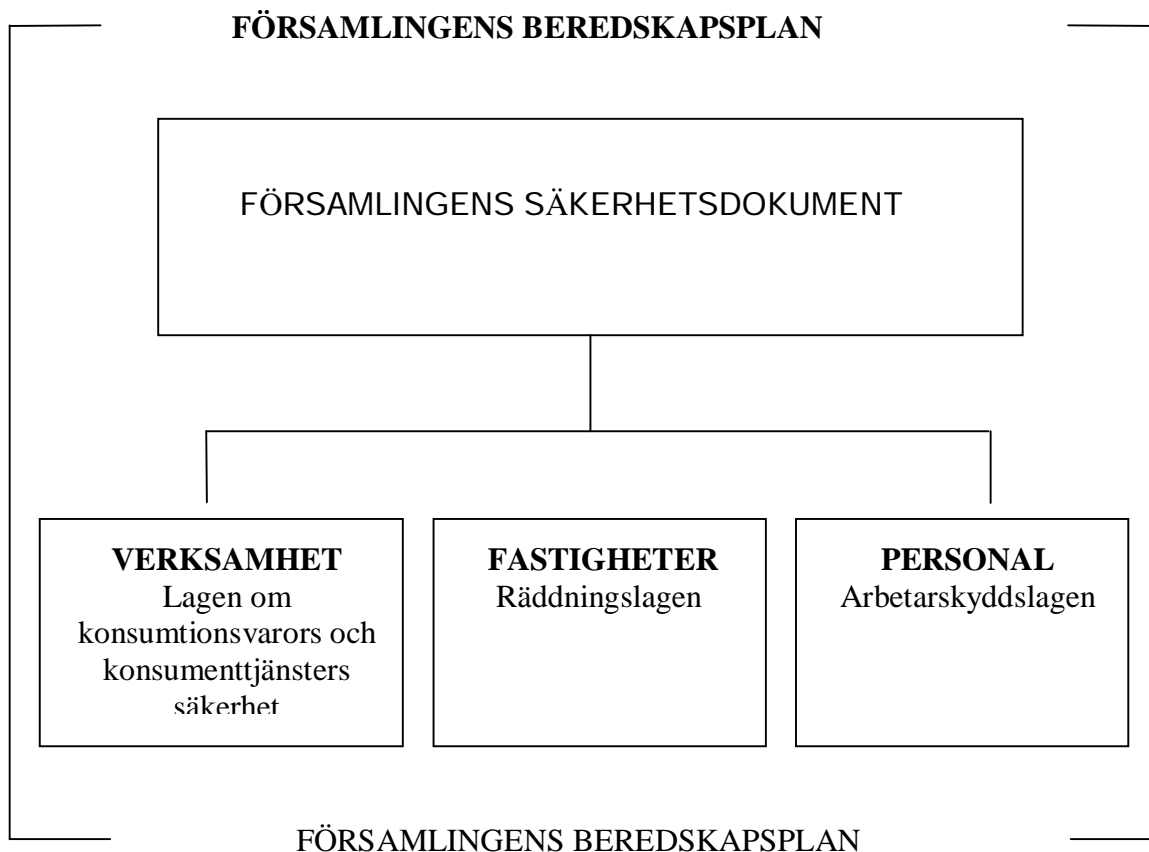 FÖRSAMLINGENS BEREDSKAPSPLAN
FÖRSAMLINGENS SÄKERHETSDOKUMENT
VERKSAMHET
Lagen om
konsumtionsvarors och
konsumenttjänsters
säkerhet
FASTIGHETER
Räddningslagen
PERSONAL
Arbetarskyddslagen
FÖRSAMLINGENS BEREDSKAPSPLAN